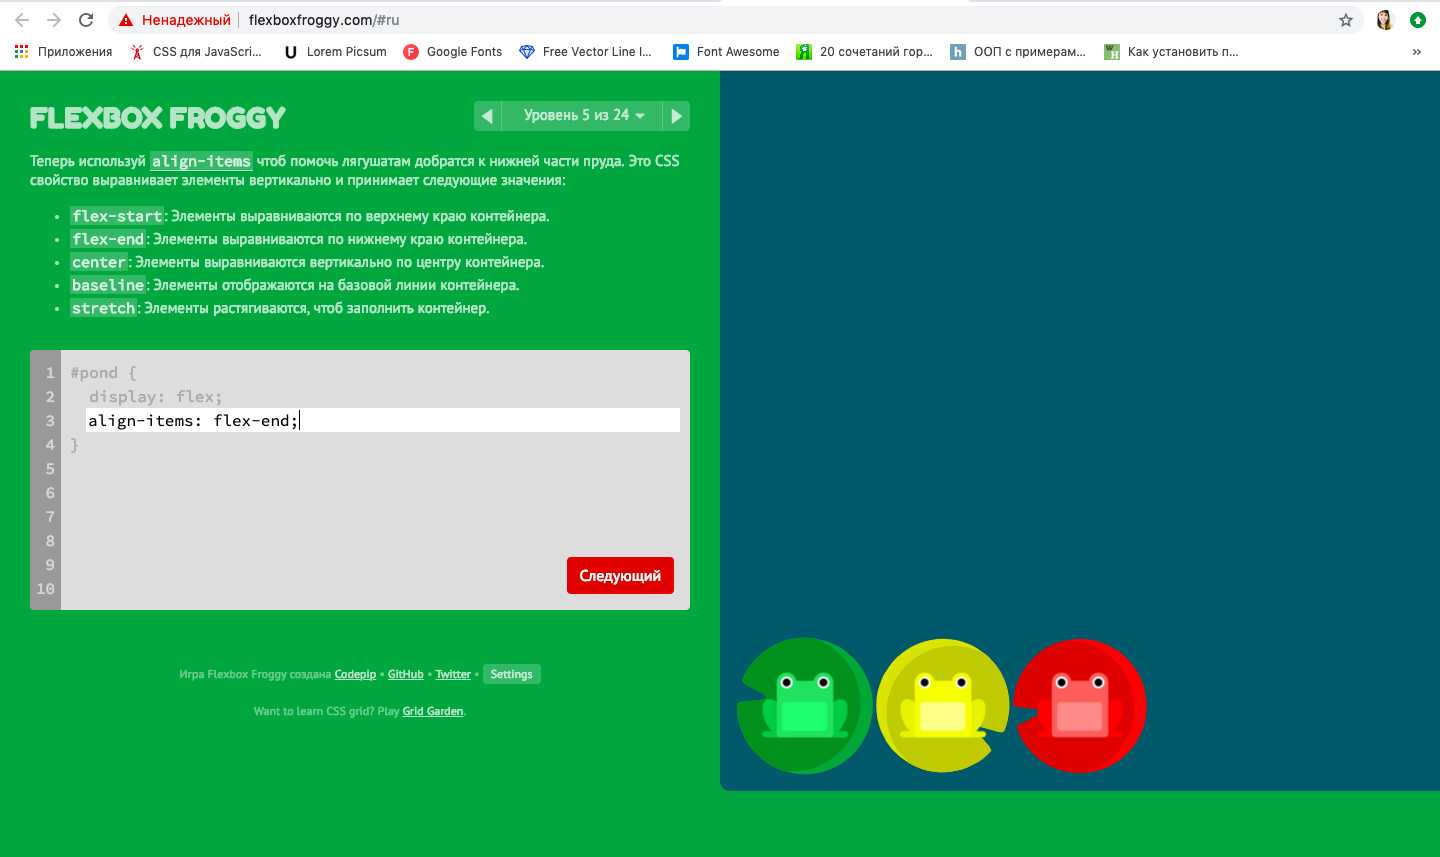 Ненадежный flexboxfroggy.com/#ru
Приложения CSS для JavaScri... Lorem Picsum Google Fonts Free Vector Line I... Font Awesome 20 сочетаний гор... ООП с примерам... Как установить п... »
FLEXBOX FROGGY
Уровень 5 из 24
Теперь используй align-items чтоб помочь лягушатам добратся к нижней части пруда. Это CSS
свойство выравнивает элементы вертикально и принимает следующие значения:
• flex-start: Элементы выравниваются по верхнему краю контейнера.
• flex-end: Элементы выравниваются по нижнему краю контейнера.
• center: Элементы выравниваются вертикально по центру контейнера.
• baseline: Элементы отображаются на базовой линии контейнера.
• stretch: Элементы растягиваются, чтоб заполнить контейнер.
1 #pond {
2 display: flex;
3 align-items: flex-end;
4 }
5
6
7
8
9
10
Следующий
Игра Flexbox Froggy создана Codepip • GitHub • Twitter • Settings
Want to learn CSS grid? Play Grid Garden.